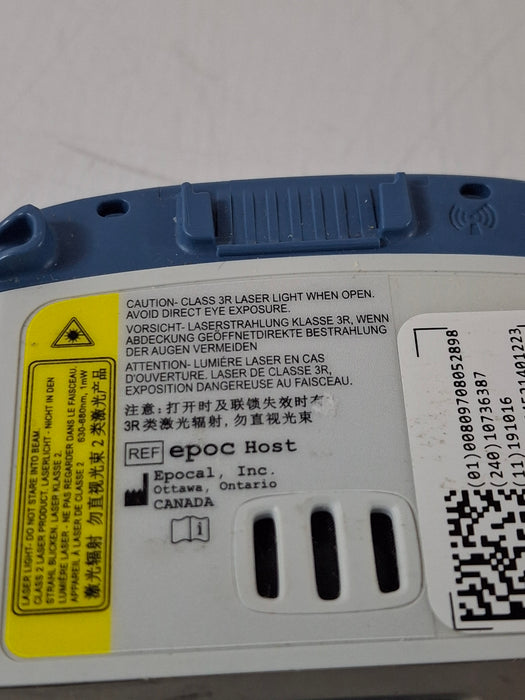 CAUTION- CLASS 3R LASER LIGHT WHEN OPEN.
AVOID DIRECT EYE EXPOSURE.
VORSICHT- LASERSTRAHLUNG KLASSE 3R, WENN
ABDECKUNG GEÖFFNETDIREKTE BESTRAHLUNG
DER AUGEN VERMEIDEN
ATTENTION- LUMIÈRE LASER EN CAS
D'OUVERTURE. LASER DE CLASSE 3R,
EXPOSITION DANGEREUSE AU FAISCEAU.
注意: 打开时及联锁失效时有
3R类激光辐射, 勿直视光束
REF epoc Host
Epocal, Inc.
Ottawa, Ontario
CANADA
LASER LIGHT- DO NOT STARE INTO BEAM.
CLASS 2 LASER PRODUCT. LASERLICHT - NICHT IN DEN
STRAHL BLICKEN. LASER KLASSE 2.
LUMIÈRE LASER - NE PAS REGARDER DANS LE FAISCEAU.
APPAREIL À LASER DE CLASSE 2 630-680nm, 1mW
激光辐射 勿直视光束 2类激光产品
(01)00809708052898
(240)10736387
(11)191016